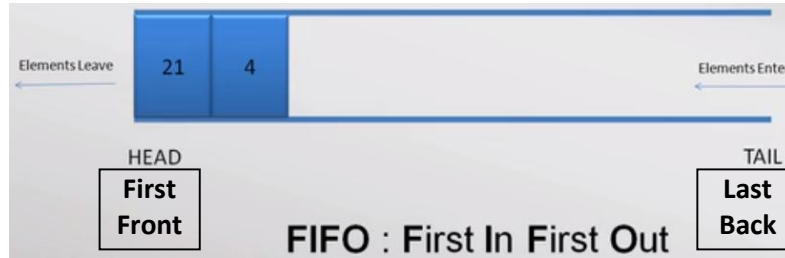 Elements Leave
21
4
Elements Ente
HEAD
TAIL
First
Front
Last
Back
FIFO : First In First Out